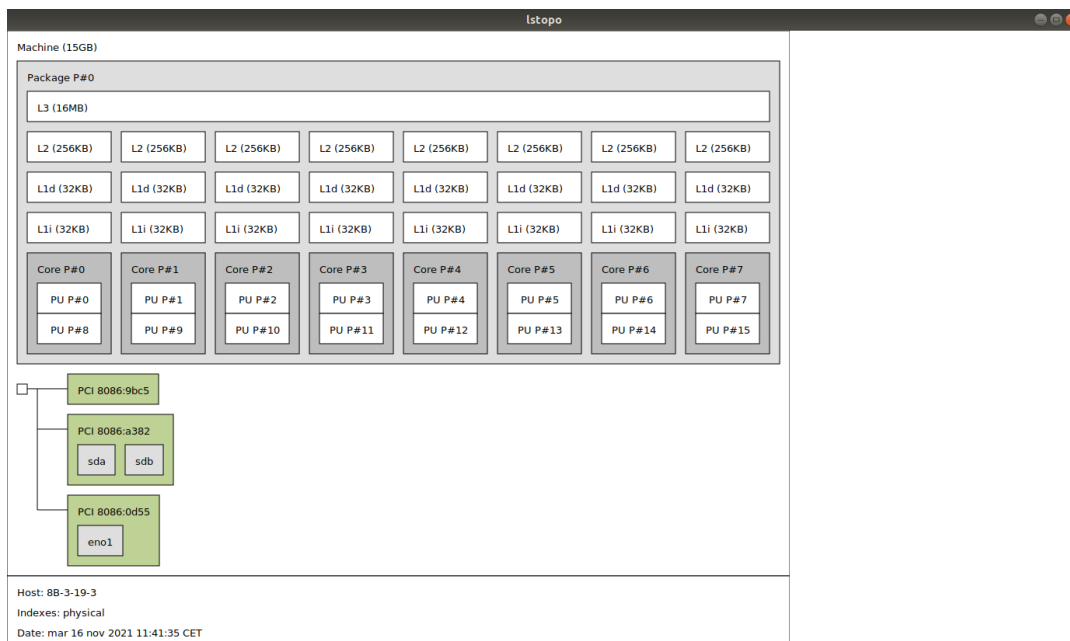 lstopo
Machine (15GB)
Package P#0
L3 (16MB)
L2 (256KB) L2 (256KB) L2 (256KB) L2 (256KB) L2 (256KB) L2 (256KB) L2 (256KB) L2 (256KB)
L1d (32KB) L1d (32KB) L1d (32KB) L1d (32KB) L1d (32KB) L1d (32KB) L1d (32KB) L1d (32KB)
L1i (32KB) L1i (32KB) L1i (32KB) L1i (32KB) L1i (32KB) L1i (32KB) L1i (32KB) L1i (32KB)
Core P#0 Core P#1 Core P#2 Core P#3 Core P#4 Core P#5 Core P#6 Core P#7
PU P#0 PU P#1 PU P#2 PU P#3 PU P#4 PU P#5 PU P#6 PU P#7
PU P#8 PU P#9 PU P#10 PU P#11 PU P#12 PU P#13 PU P#14 PU P#15
PCI 8086:9bc5
PCI 8086:a382
sda sdb
PCI 8086:0d55
eno1
Host: 8B-3-19-3
Indexes: physical
Date: mar 16 nov 2021 11:41:35 CET